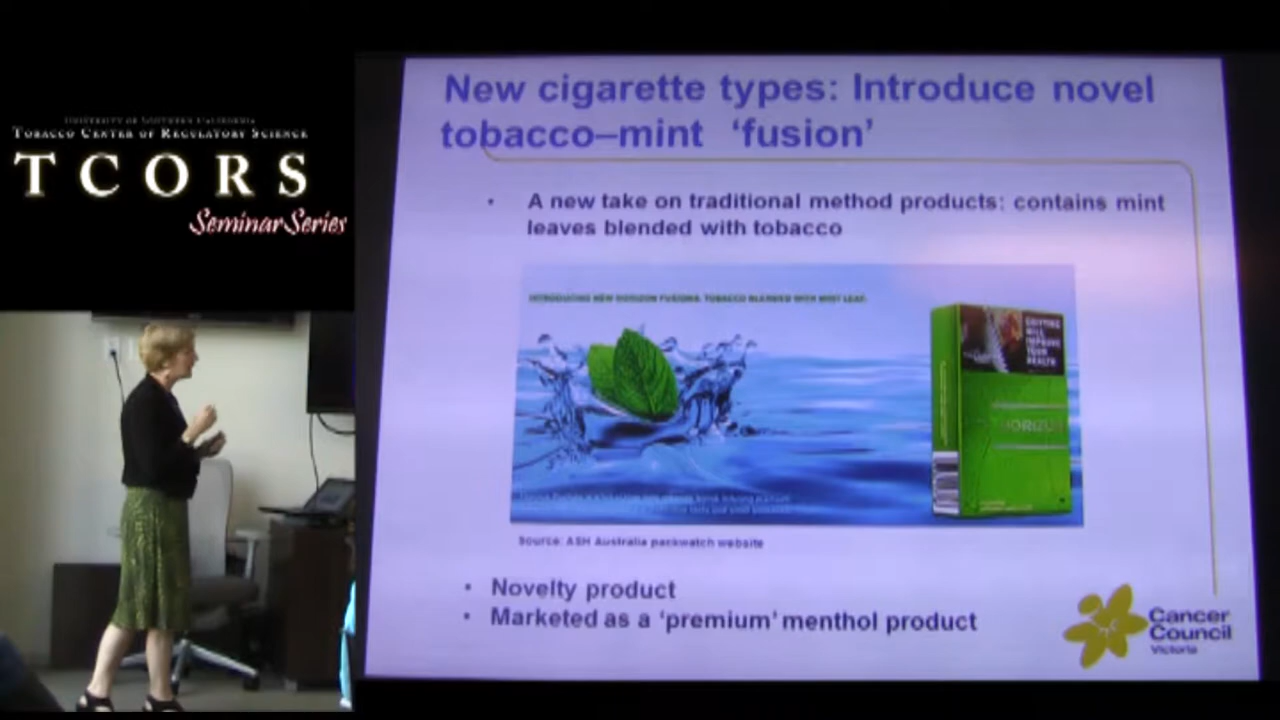 UNIVERSITY OF SOUTHERN CALIFORNIA
TOBACCO CENTER OF REGULATORY SCIENCE
TCORS
Seminar Series
New cigarette types: Introduce novel
tobacco–mint ‘fusion’
• A new take on traditional method products: contains mint
leaves blended with tobacco
INTRODUCING NEW HORIZON FUSIONS. TOBACCO BLENDED WITH MINT LEAF.
QUITTING
WILL
IMPROVE
YOUR
HEALTH
HORIZON
Source: ASH Australia packwatch website
• Novelty product
• Marketed as a ‘premium’ menthol product
Cancer
Council
Victoria